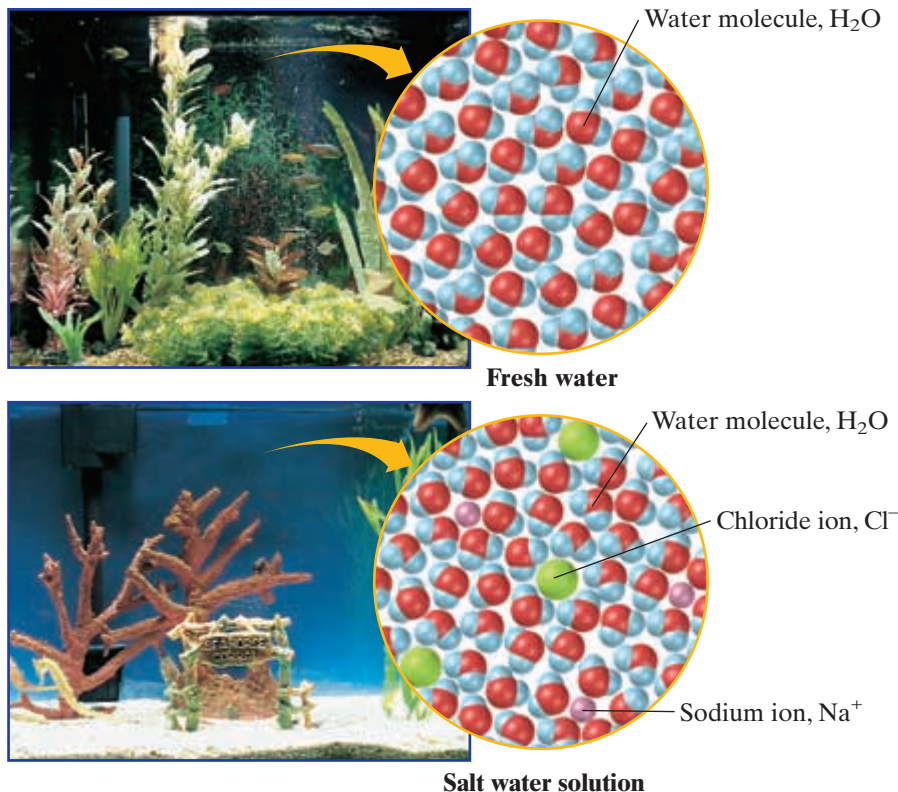 Water molecule, H₂O
Fresh water
Water molecule, H₂O
Chloride ion, Cl⁻
Sodium ion, Na⁺
Salt water solution